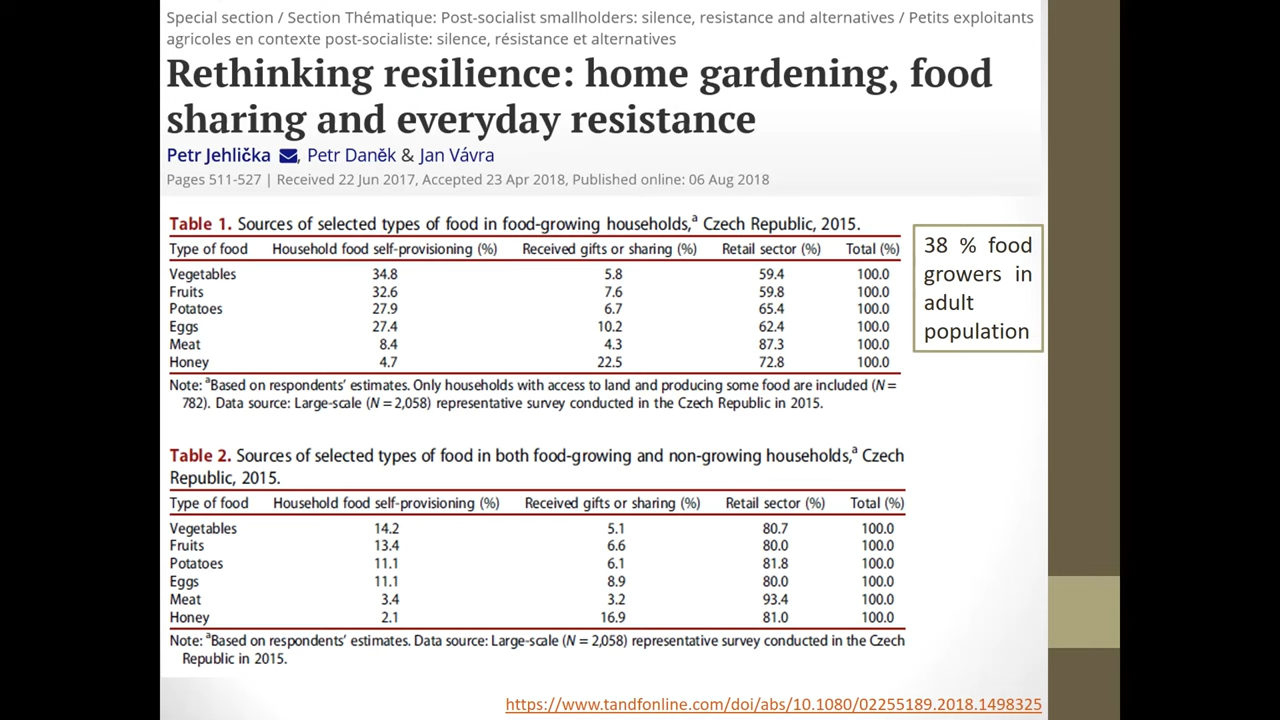 Special section / Section Thématique: Post-socialist smallholders: silence, resistance and alternatives / Petits exploitants
agricoles en contexte post-socialiste: silence, résistance et alternatives
Rethinking resilience: home gardening, food
sharing and everyday resistance
Petr Jehlička, Petr Daněk & Jan Vávra
Pages 511-527 | Received 22 Jun 2017, Accepted 23 Apr 2018, Published online: 06 Aug 2018
Table 1. Sources of selected types of food in food-growing households,ᵃ Czech Republic, 2015.
Type of food Household food self-provisioning (%) Received gifts or sharing (%) Retail sector (%) Total (%)
Vegetables 34.8 5.8 59.4 100.0
Fruits 32.6 7.6 59.8 100.0
Potatoes 27.9 6.7 65.4 100.0
Eggs 27.4 10.2 62.4 100.0
Meat 8.4 4.3 87.3 100.0
Honey 4.7 22.5 72.8 100.0
Note: ᵃBased on respondents' estimates. Only households with access to land and producing some food are included (N =
782). Data source: Large-scale (N = 2,058) representative survey conducted in the Czech Republic in 2015.
38 % food
growers in
adult
population
Table 2. Sources of selected types of food in both food-growing and non-growing households,ᵃ Czech
Republic, 2015.
Type of food Household food self-provisioning (%) Received gifts or sharing (%) Retail sector (%) Total (%)
Vegetables 14.2 5.1 80.7 100.0
Fruits 13.4 6.6 80.0 100.0
Potatoes 11.1 6.1 81.8 100.0
Eggs 11.1 8.9 80.0 100.0
Meat 3.4 3.2 93.4 100.0
Honey 2.1 16.9 81.0 100.0
Note: ᵃBased on respondents' estimates. Data source: Large-scale (N = 2,058) representative survey conducted in the Czech
Republic in 2015.
https://www.tandfonline.com/doi/abs/10.1080/02255189.2018.1498325